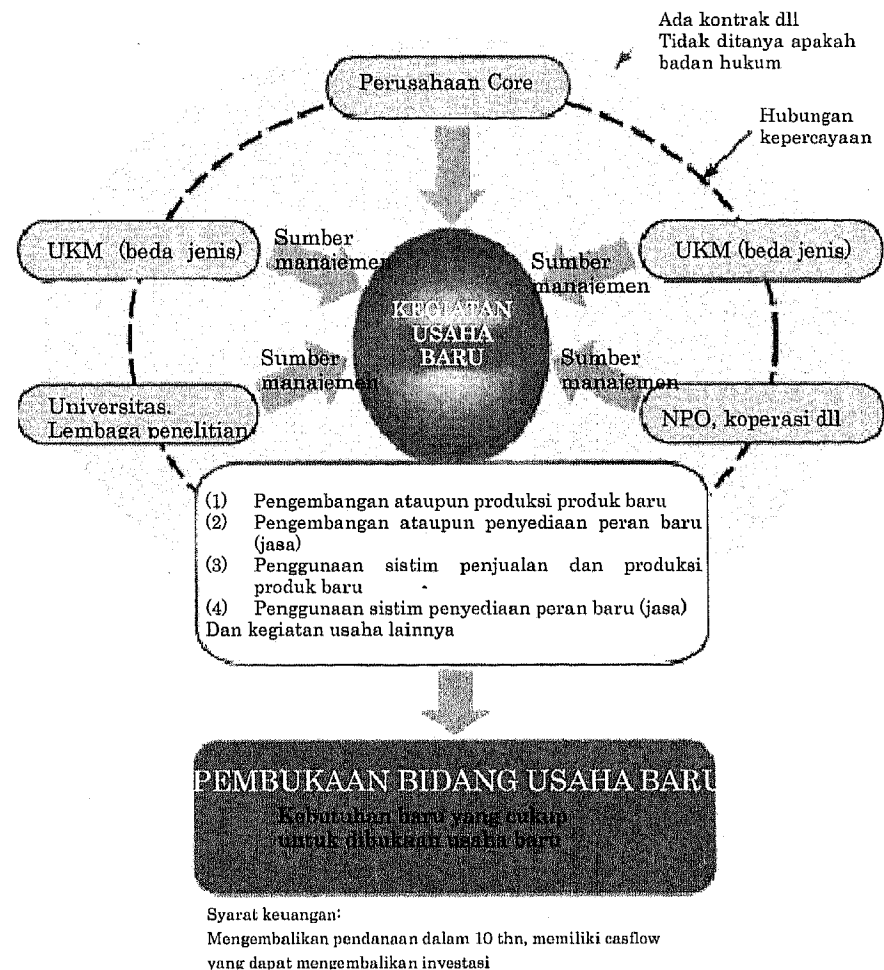 Ada kontrak dll
Tidak ditanya apakah
badan hukum
Perusahaan Core
Hubungan
kepercayaan
UKM (beda jenis)
Sumber
manajemen
Sumber
manajemen
UKM (beda jenis)
KEGIATAN
USAHA
BARU
Universitas.
Lembaga penelitian
Sumber
manajemen
Sumber
manajemen
NPO, koperasi dll
(1) Pengembangan ataupun produksi produk baru
(2) Pengembangan ataupun penyediaan peran baru
(jasa)
(3) Penggunaan sistim penjualan dan produksi
produk baru
(4) Penggunaan sistim penyediaan peran baru (jasa)
Dan kegiatan usaha lainnya
PEMBUKAAN BIDANG USAHA BARU
Kebutuhan baru yang cukup
untuk dibukaan usaha baru
Syarat keuangan:
Mengembalikan pendanaan dalam 10 thn, memiliki casflow
yang dapat mengembalikan investasi